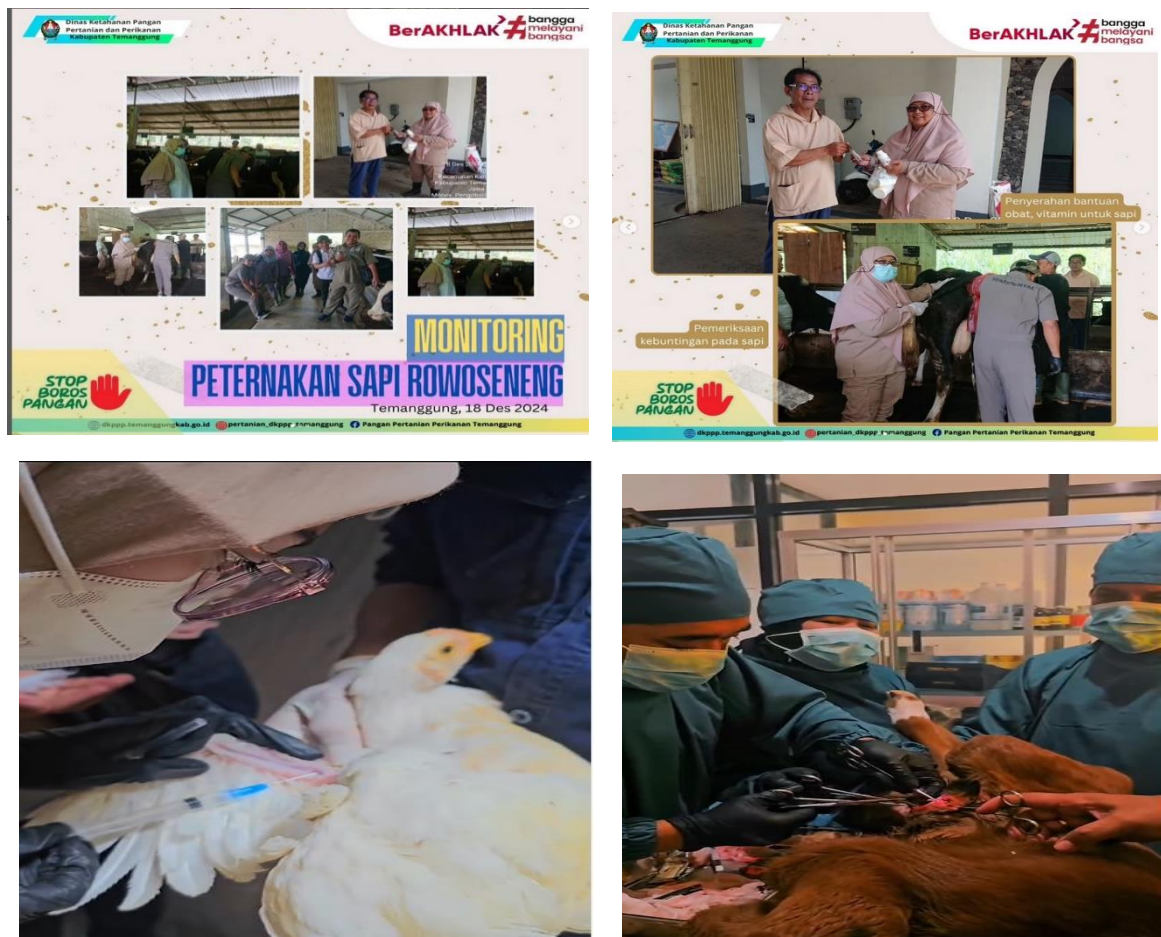 Dinas Ketahanan Pangan
Pertanian dan Perikanan
Kabupaten Temanggung
BerAKHLAK
bangga
melayani
bangsa
MONITORING
PETERNAKAN SAPI ROWOSENENG
Temanggung, 18 Des 2024
STOP
BOROS
PANGAN
dkppp.temanggungkab.go.id pertanian_dkppp_temanggung Pangan Pertanian Perikanan Temanggung
Dinas Ketahanan Pangan
Pertanian dan Perikanan
Kabupaten Temanggung
BerAKHLAK
bangga
melayani
bangsa
Penyerahan bantuan
obat, vitamin untuk sapi
Pemeriksaan
kebuntingan pada sapi
STOP
BOROS
PANGAN
dkppp.temanggungkab.go.id pertanian_dkppp_temanggung Pangan Pertanian Perikanan Temanggung